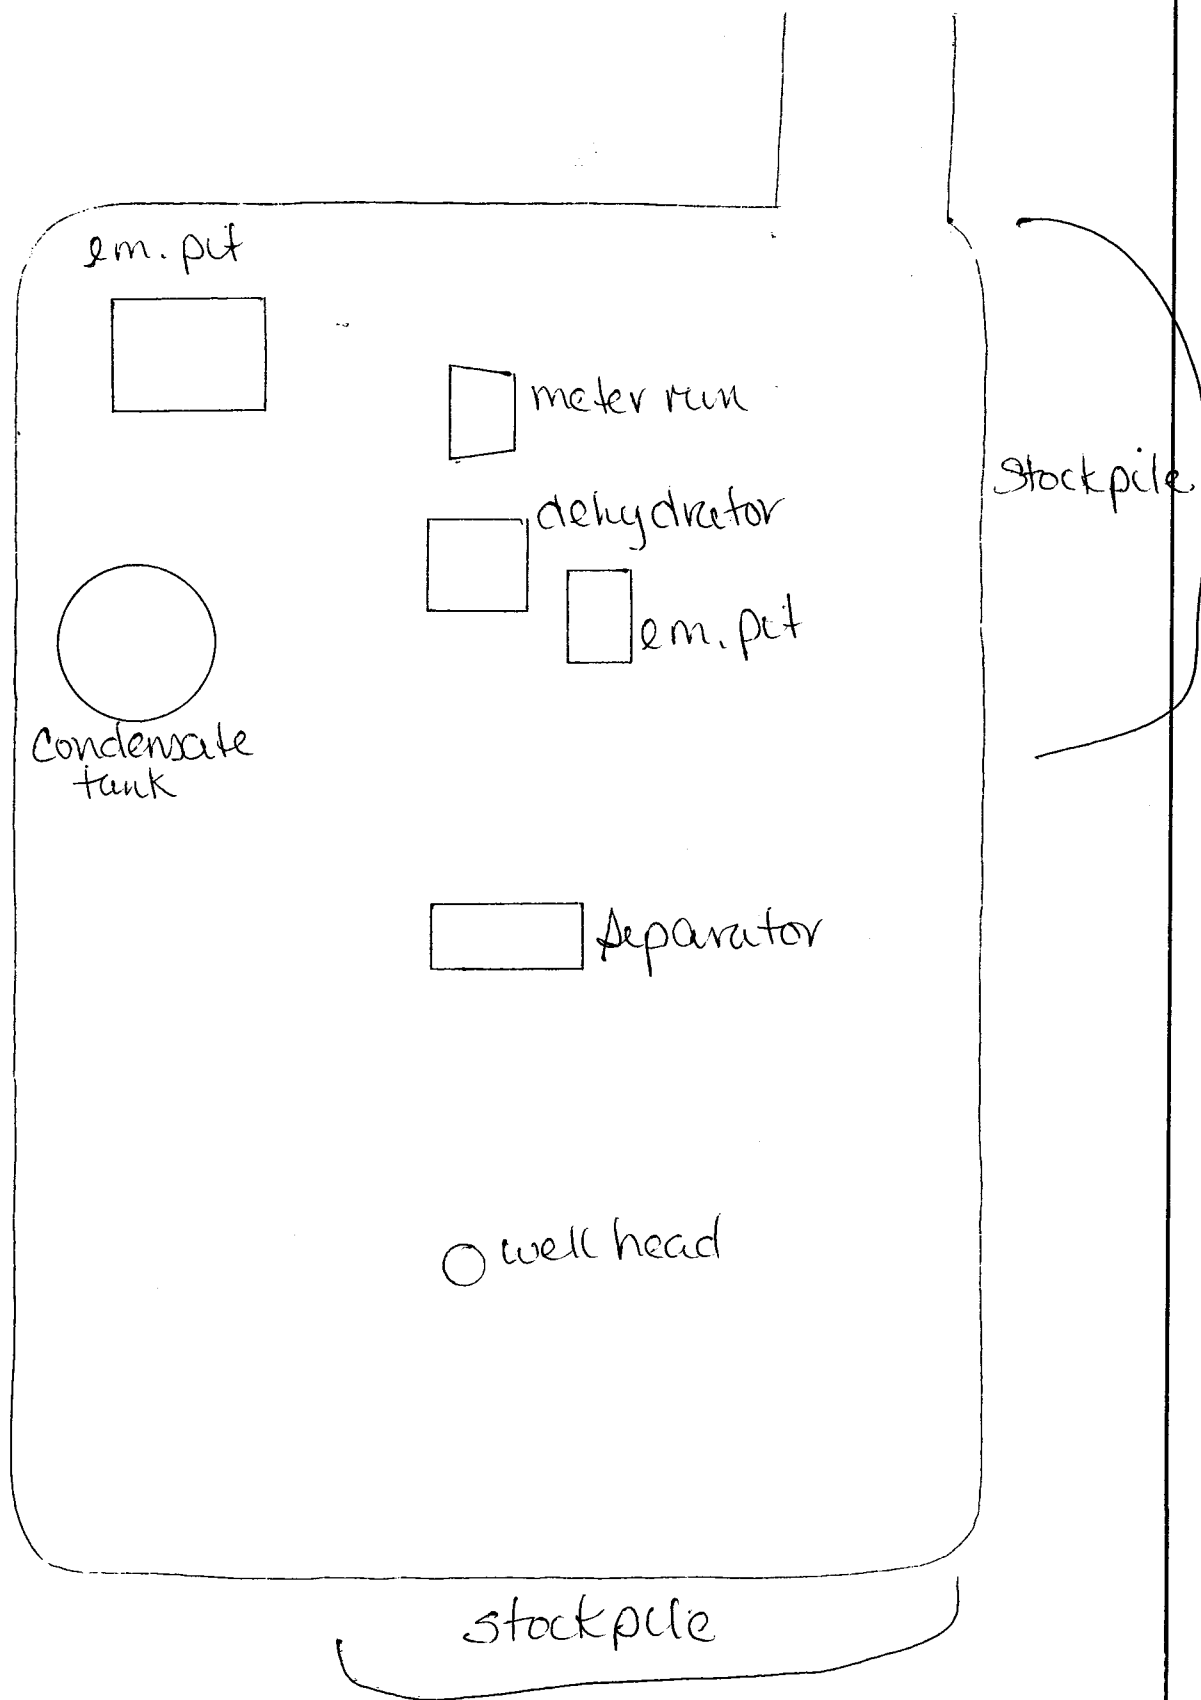 em. pit
meter run
Stockpile
dehydrator
em. pit
Condensate
tank
separator
well head
stockpile